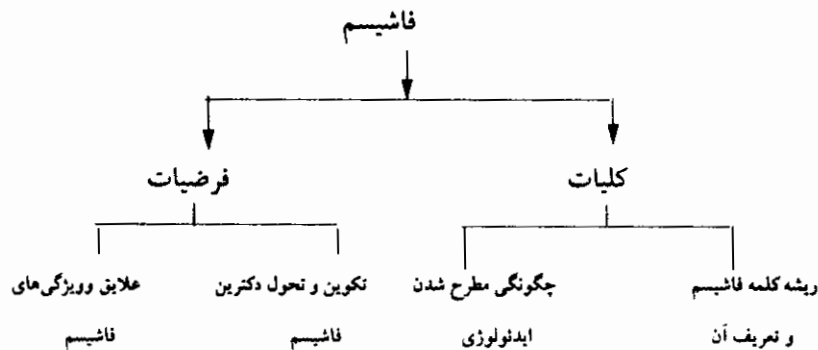 فاشیسم
کلیات
فرضیات
ریشه کلمه فاشیسم
و تعریف آن
چگونگی مطرح شدن
ایدئولوژی
تکوین و تحول دکترین
فاشیسم
علایق وویژگی‌های
فاشیسم